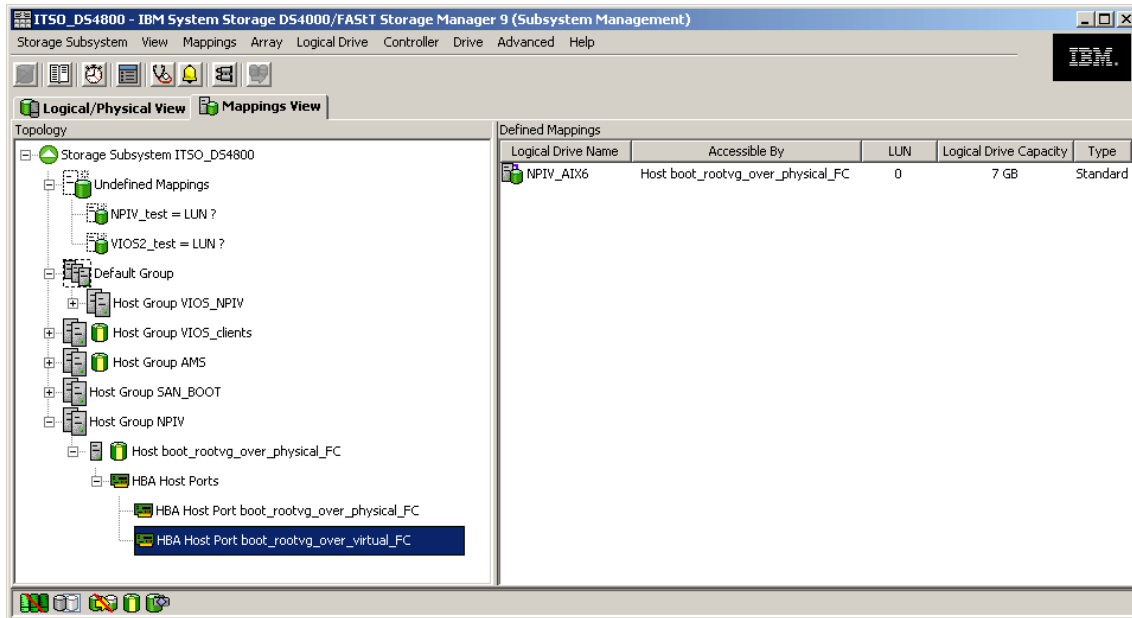 ITSO_DS4800 - IBM System Storage DS4000/FAStT Storage Manager 9 (Subsystem Management)
Storage Subsystem View Mappings Array Logical Drive Controller Drive Advanced Help
IBM.
Logical/Physical View Mappings View
Topology
Storage Subsystem ITSO_DS4800
Undefined Mappings
NPIV_test = LUN ?
VIOS2_test = LUN ?
Default Group
Host Group VIOS_NPIV
Host Group VIOS_clients
Host Group AMS
Host Group SAN_BOOT
Host Group NPIV
Host boot_rootvg_over_physical_FC
HBA Host Ports
HBA Host Port boot_rootvg_over_physical_FC
HBA Host Port boot_rootvg_over_virtual_FC
Defined Mappings
Logical Drive Name Accessible By LUN Logical Drive Capacity Type
NPIV_AIX6 Host boot_rootvg_over_physical_FC 0 7 GB Standard